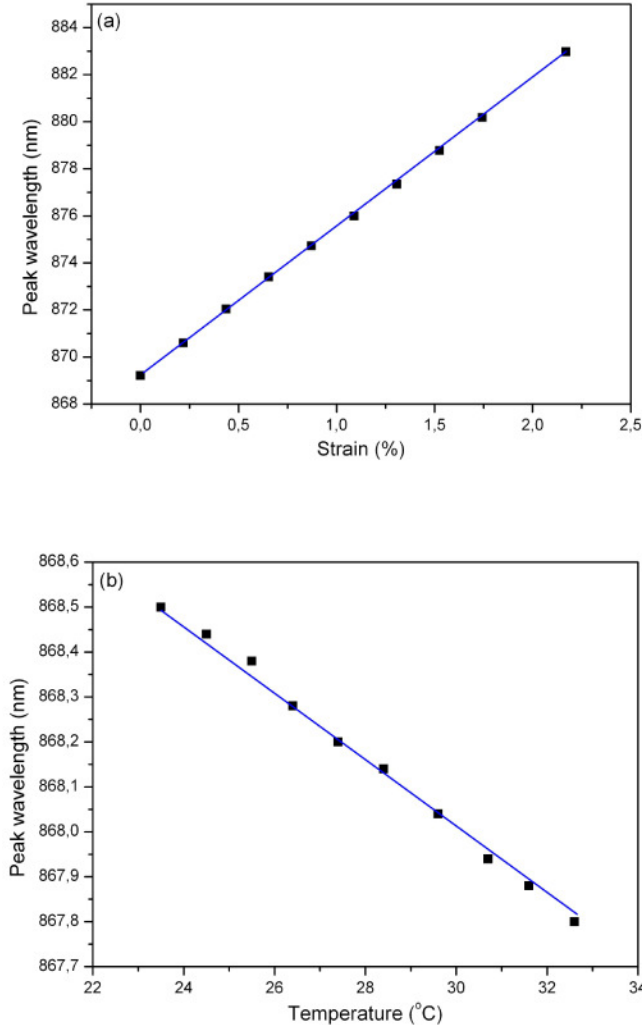 (a)
884
882
880
878
876
874
872
870
868
Peak wavelength (nm)
0,0 0,5 1,0 1,5 2,0 2,5
Strain (%)
(b)
868,6
868,5
868,4
868,3
868,2
868,1
868,0
867,9
867,8
867,7
Peak wavelength (nm)
22 24 26 28 30 32 34
Temperature (°C)